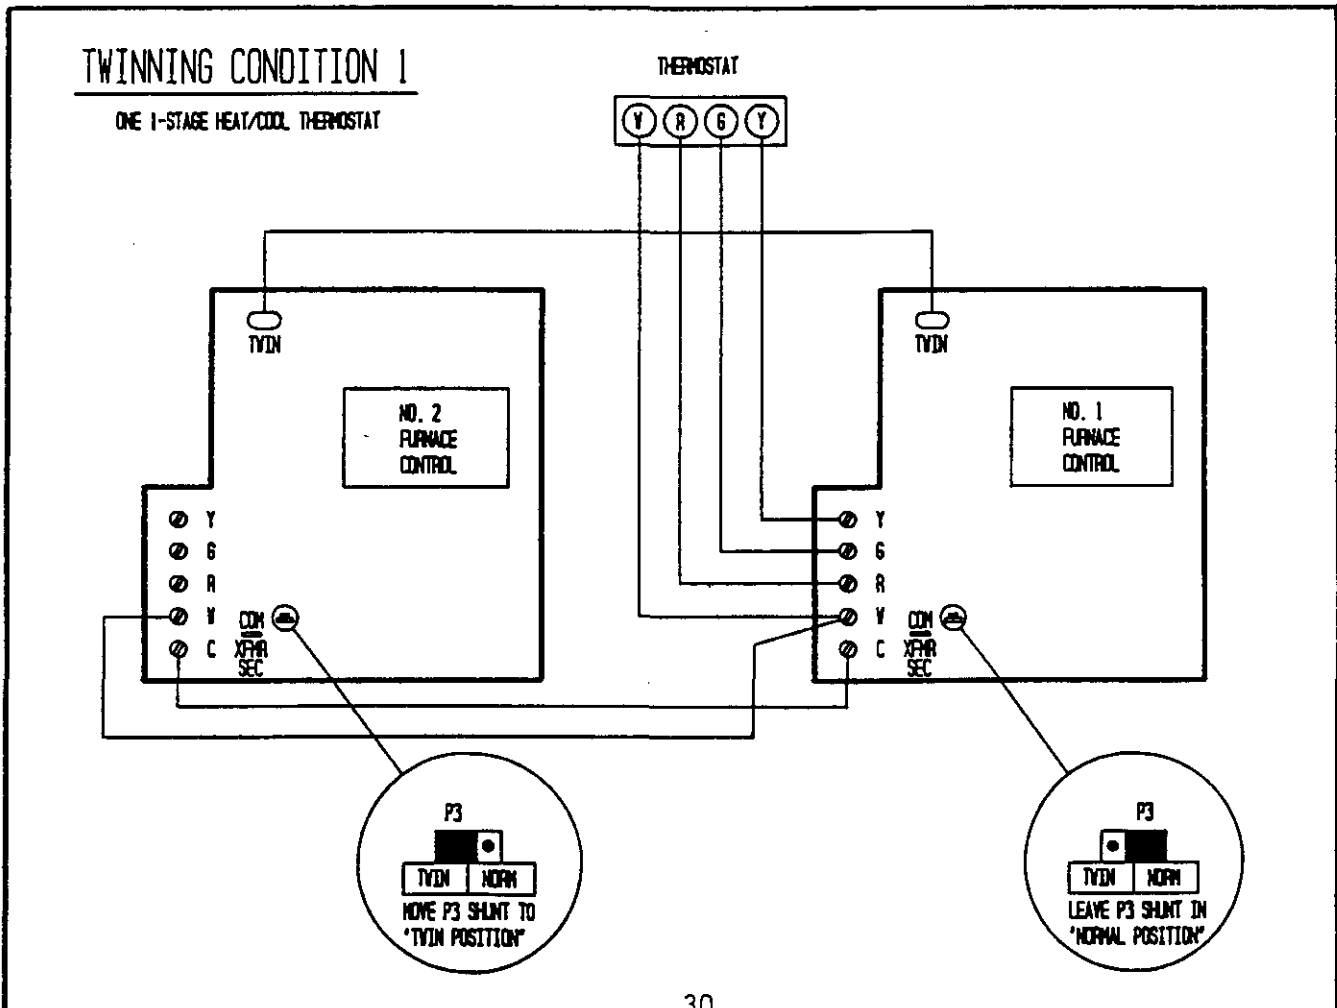 TWINNING CONDITION 1
ONE 1-STAGE HEAT/COOL THERMOSTAT
THERMOSTAT
W R G Y
TWIN
NO. 2
FURNACE
CONTROL
Y
G
R
W
C
COM
XFMR
SEC
TWIN
NO. 1
FURNACE
CONTROL
Y
G
R
W
C
COM
XFMR
SEC
P3
TWIN NORM
MOVE P3 SHUNT TO
"TWIN POSITION"
P3
TWIN NORM
LEAVE P3 SHUNT IN
"NORMAL POSITION"
30